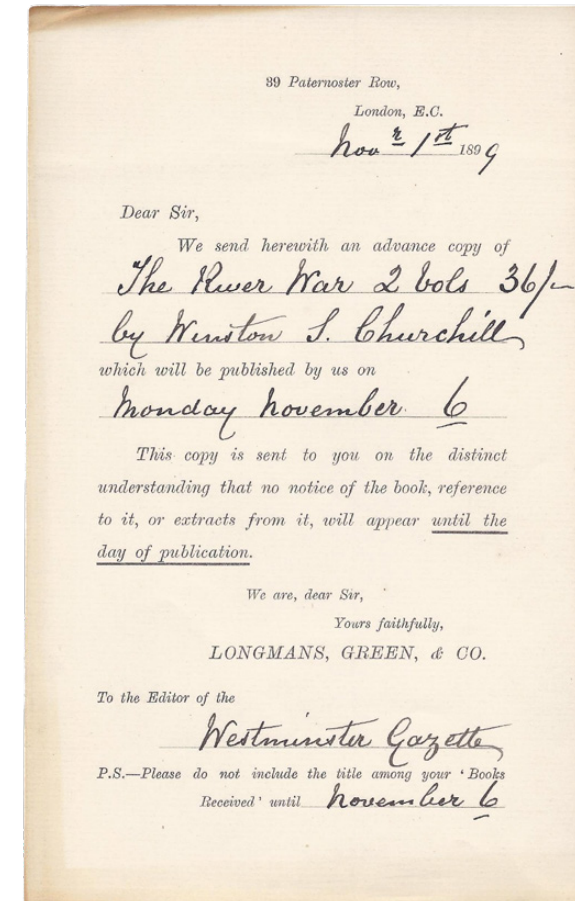 39 Paternoster Row,
London, E.C.
Novr 1st 1899
Dear Sir,
We send herewith an advance copy of
The River War 2 Vols 36/-
by Winston S. Churchill
which will be published by us on
Monday November 6
This copy is sent to you on the distinct
understanding that no notice of the book, reference
to it, or extracts from it, will appear until the
day of publication.
We are, dear Sir,
Yours faithfully,
LONGMANS, GREEN, & CO.
To the Editor of the
Westminster Gazette
P.S.—Please do not include the title among your ‘Books
Received’ until November 6